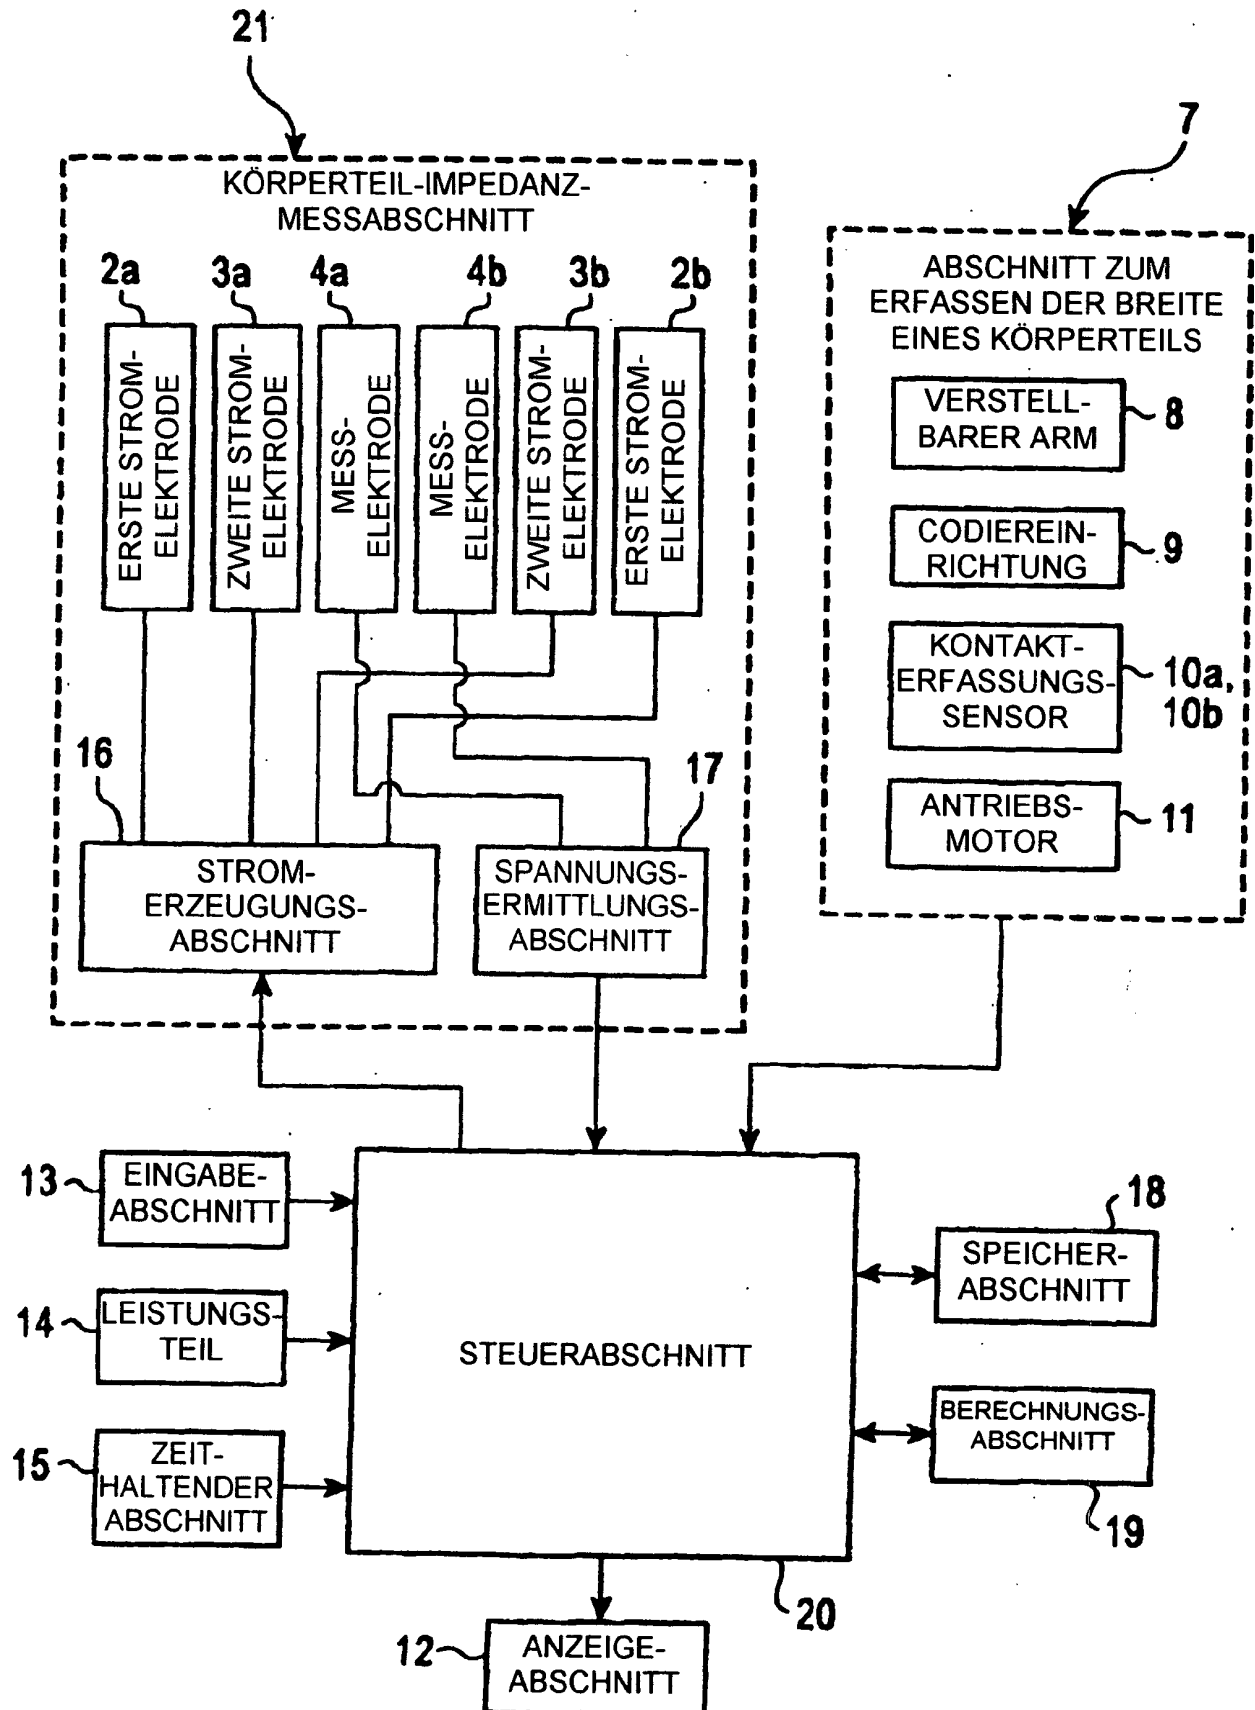 21
7
KÖRPERTEIL-IMPEDANZ-
MESSABSCHNITT
2a
3a
4a
4b
3b
2b
ERSTE STROM-
ELEKTRODE
ZWEITE STROM-
ELEKTRODE
MESS-
ELEKTRODE
MESS-
ELEKTRODE
ZWEITE STROM-
ELEKTRODE
ERSTE STROM-
ELEKTRODE
16
17
STROM-
ERZEUGUNGS-
ABSCHNITT
SPANNUNGS-
ERMITTLUNGS-
ABSCHNITT
ABSCHNITT ZUM
ERFASSEN DER BREITE
EINES KÖRPERTEILS
VERSTELL-
BARER ARM
8
CODIEREIN-
RICHTUNG
9
KONTAKT-
ERFASSUNGS-
SENSOR
10a,
10b
ANTRIEBS-
MOTOR
11
13
EINGABE-
ABSCHNITT
14
LEISTUNGS-
TEIL
15
ZEIT-
HALTENDER
ABSCHNITT
STEUERABSCHNITT
20
18
SPEICHER-
ABSCHNITT
BERECHNUNGS-
ABSCHNITT
19
12
ANZEIGE-
ABSCHNITT